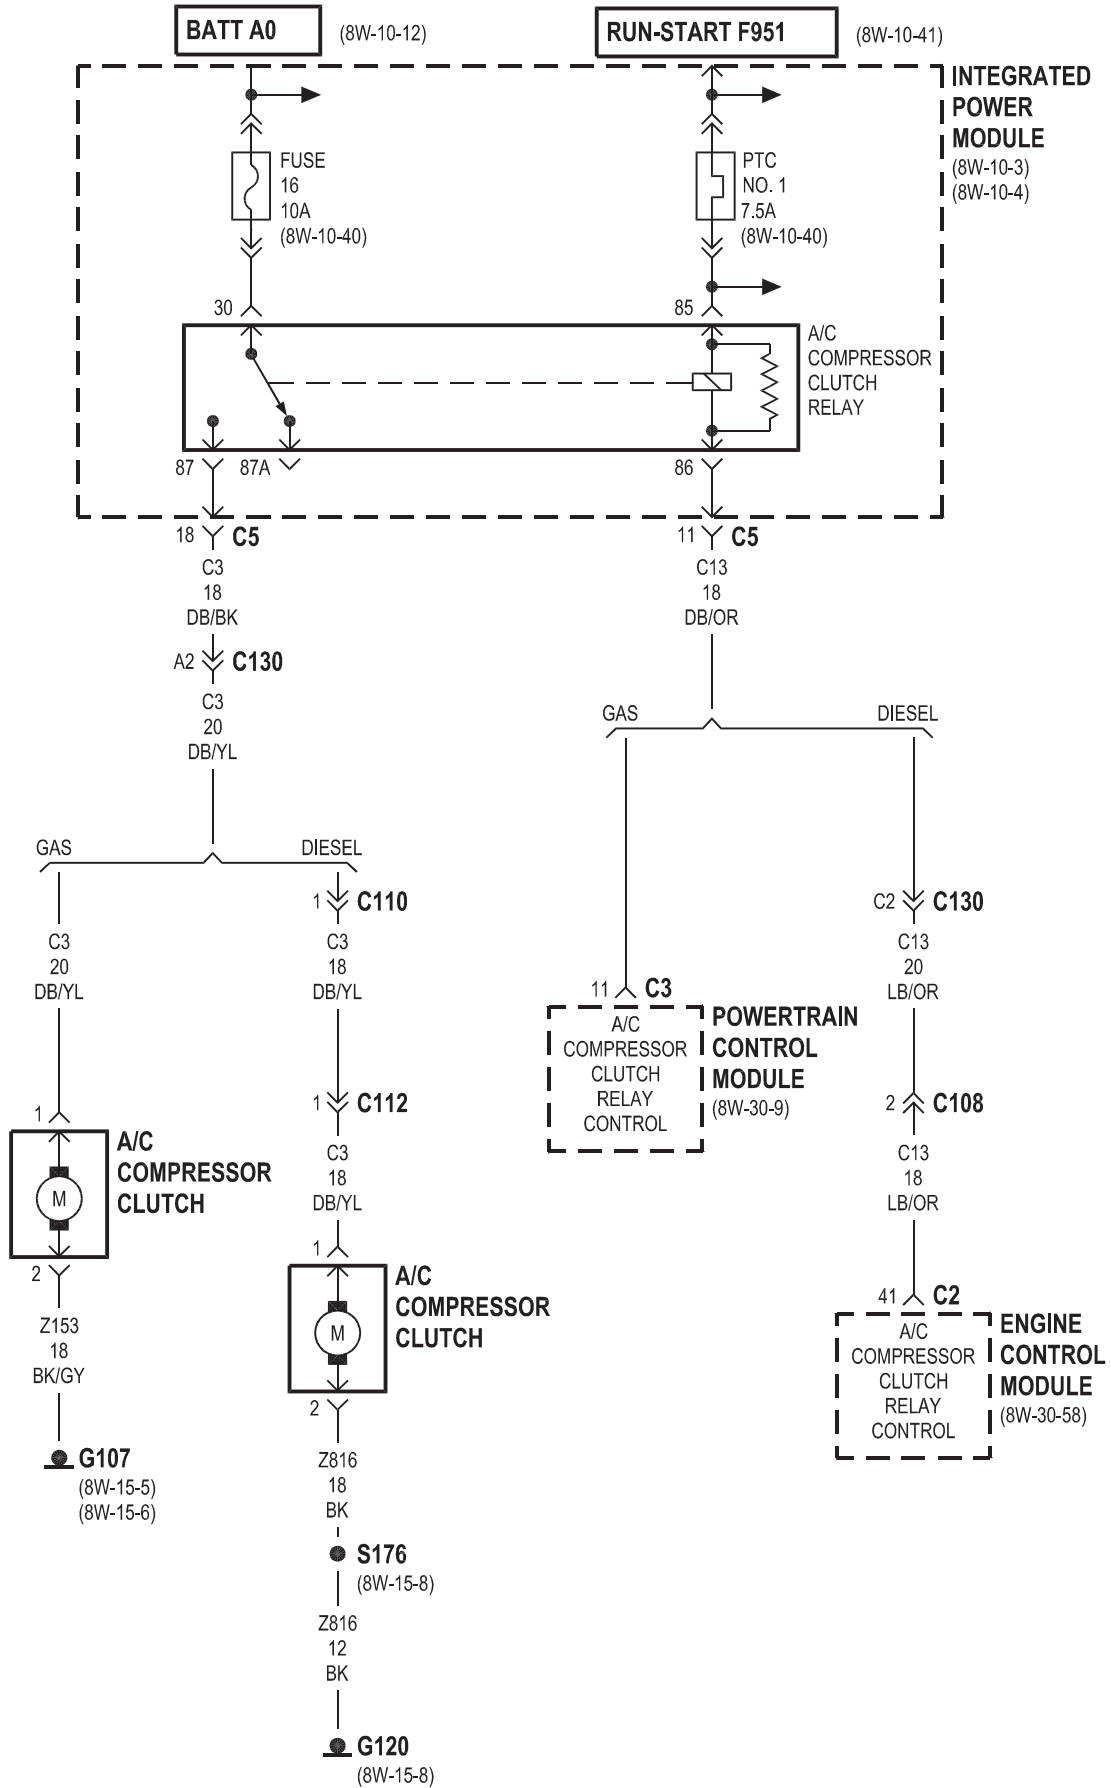 BATT A0
(8W-10-12)
RUN-START F951
(8W-10-41)
INTEGRATED
POWER
MODULE
(8W-10-3)
(8W-10-4)
FUSE
16
10A
(8W-10-40)
PTC
NO. 1
7.5A
(8W-10-40)
30
85
A/C
COMPRESSOR
CLUTCH
RELAY
87
87A
86
18
C5
11
C5
C3
18
DB/BK
C13
18
DB/OR
A2
C130
C3
20
DB/YL
GAS
DIESEL
GAS
DIESEL
1
C110
C2
C130
C3
20
DB/YL
C3
18
DB/YL
C13
20
LB/OR
11
C3
A/C
COMPRESSOR
CLUTCH
RELAY
CONTROL
POWERTRAIN
CONTROL
MODULE
(8W-30-9)
1
1
C112
2
C108
A/C
COMPRESSOR
CLUTCH
M
C3
18
DB/YL
C13
18
LB/OR
2
1
A/C
COMPRESSOR
CLUTCH
M
41
C2
A/C
COMPRESSOR
CLUTCH
RELAY
CONTROL
ENGINE
CONTROL
MODULE
(8W-30-58)
Z153
18
BK/GY
2
G107
(8W-15-5)
(8W-15-6)
Z816
18
BK
S176
(8W-15-8)
Z816
12
BK
G120
(8W-15-8)